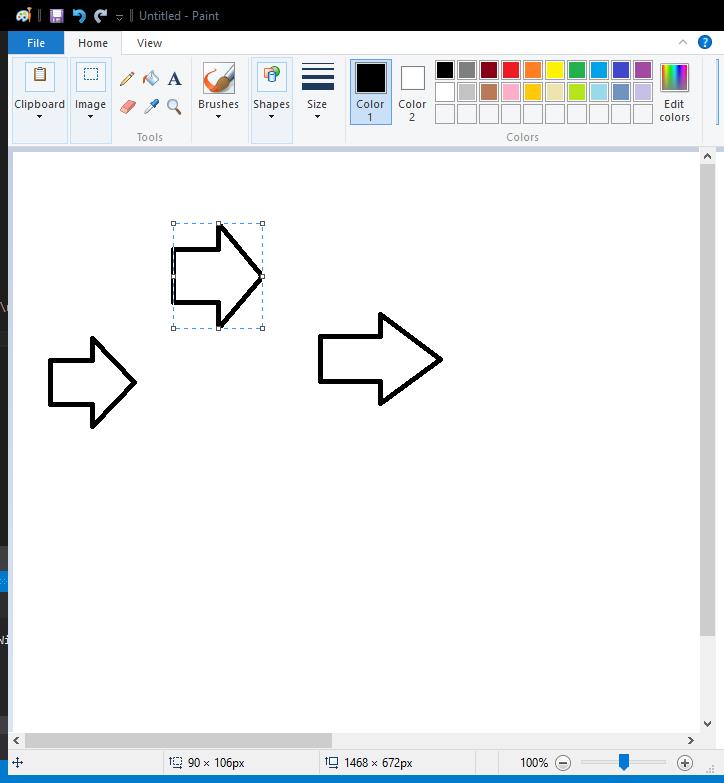 Untitled - Paint
File Home View
Clipboard
Image
A
Tools
Brushes
Shapes
Size
Color
1
Color
2
Edit
colors
Colors
90 × 106px
1468 × 672px
100%